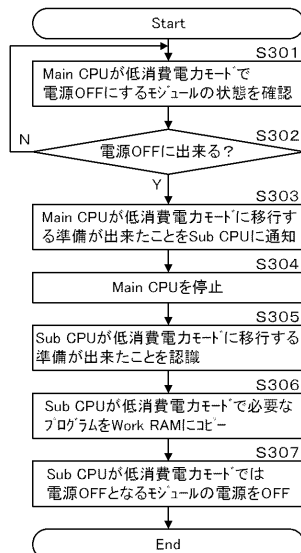 Start
S301
Main CPUが低消費電力モードで
電源OFFにするモジュールの状態を確認
S302
N
電源OFFに出来る?
Y
S303
Main CPUが低消費電力モードに移行す
る準備が出来たことをSub CPUに通知
S304
Main CPUを停止
S305
Sub CPUが低消費電力モードに移行する
準備が出来たことを認識
S306
Sub CPUが低消費電力モードで必要な
プログラムをWork RAMにコピー
S307
Sub CPUが低消費電力モードでは
電源OFFとなるモジュールの電源をOFF
End